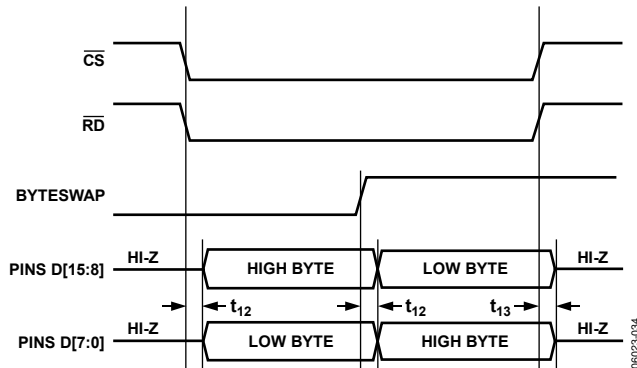 CS
RD
BYTESWAP
PINS D[15:8] HI-Z HIGH BYTE LOW BYTE HI-Z
t12 t12 t13
PINS D[7:0] HI-Z LOW BYTE HIGH BYTE HI-Z
06023-034